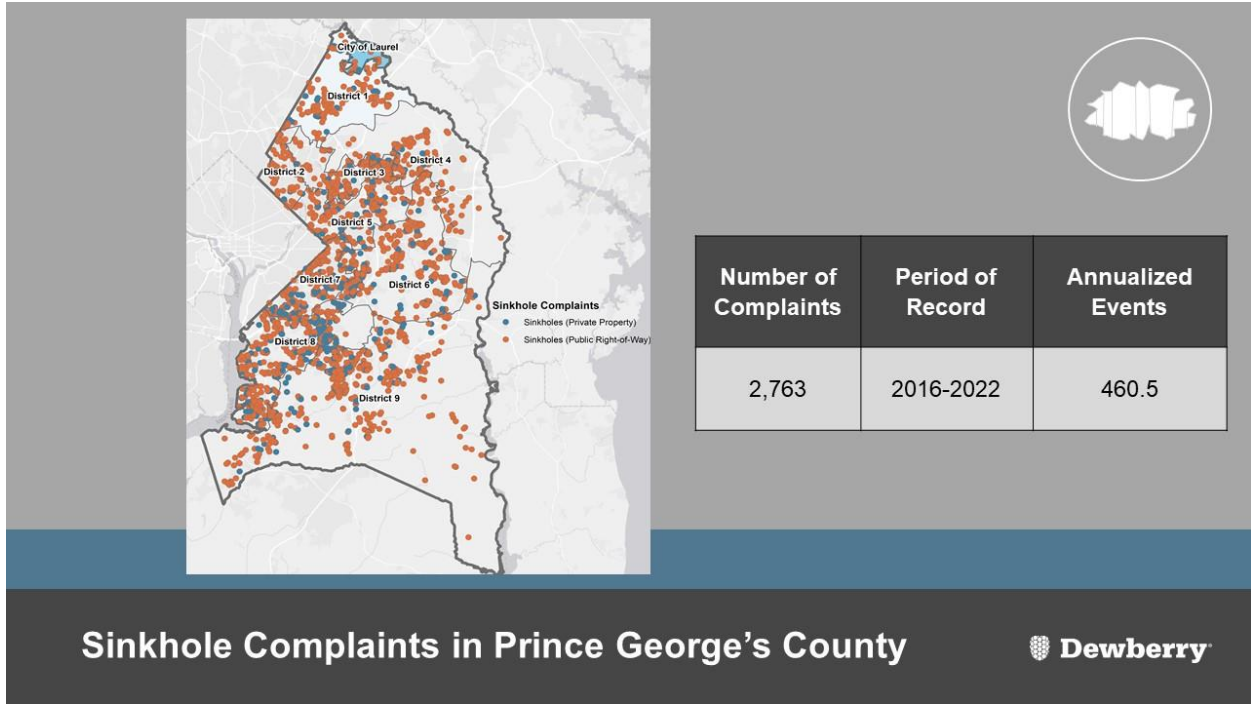 City of Laurel
District 1
District 4
District 2
District 3
District 5
District 7
District 6
Sinkhole Complaints
Sinkholes (Private Property)
Sinkholes (Public Right-of-Way)
District 8
District 9
Number of
Complaints
Period of
Record
Annualized
Events
2,763
2016-2022
460.5
Sinkhole Complaints in Prince George’s County
Dewberry